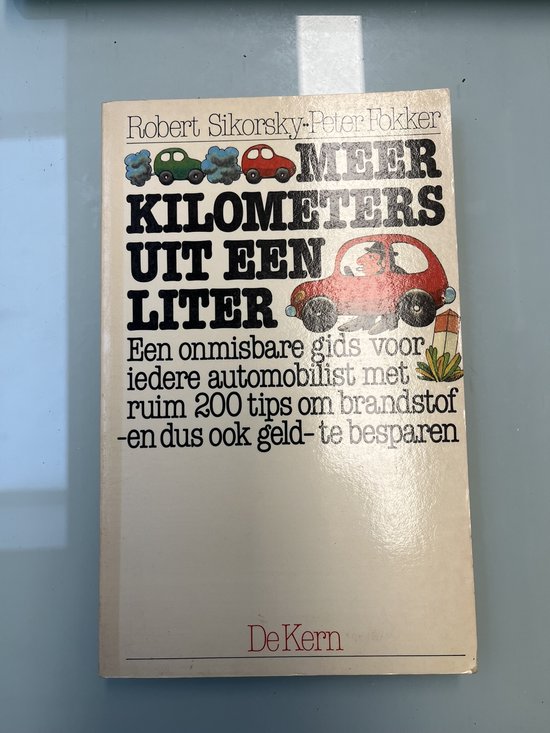 Robert Sikorsky-Peter Fokker
MEER
KILOMETERS
UIT EEN
LITER
Een onmisbare gids voor
iedere automobilist met
ruim 200 tips om brandstof
-en dus ook geld- te besparen
De Kern